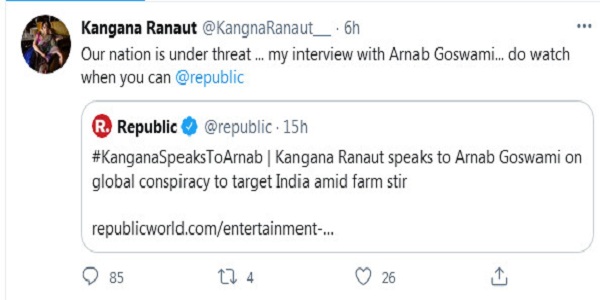 Kangana Ranaut @KangnaRanaut__ · 6h
Our nation is under threat ... my interview with Arnab Goswami... do watch
when you can @republic
R. Republic @republic · 15h
#KanganaSpeaksToArnab | Kangana Ranaut speaks to Arnab Goswami on
global conspiracy to target India amid farm stir
republicworld.com/entertainment-...
85 4 26